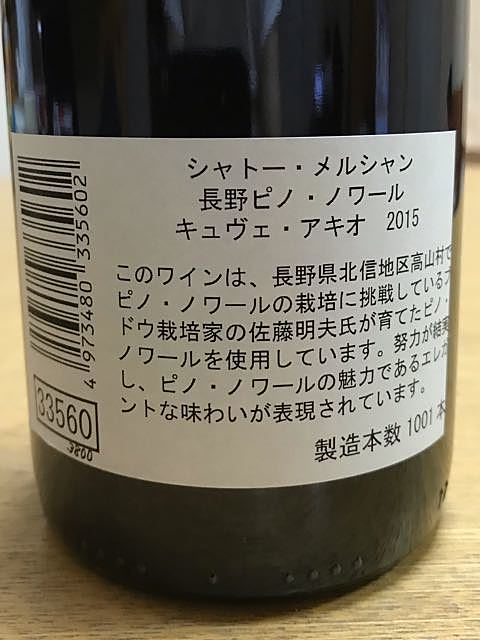 シャトー・メルシャン
長野ピノ・ノワール
キュヴェ・アキオ 2015
このワインは、長野県北信地区高山村で
ピノ・ノワールの栽培に挑戦しているブ
ドウ栽培家の佐藤明夫氏が育てたピノ・
ノワールを使用しています。努力が結実
し、ピノ・ノワールの魅力であるエレガ
ントな味わいが表現されています。
製造本数 1001 本
4 973480 335602
33560
3800